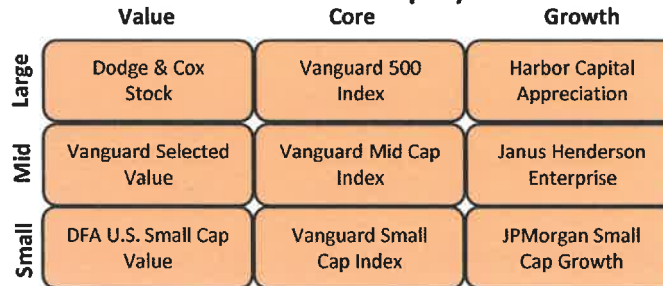 Value Core Growth
Large
Dodge & Cox
Stock
Vanguard 500
Index
Harbor Capital
Appreciation
Mid
Vanguard Selected
Value
Vanguard Mid Cap
Index
Janus Henderson
Enterprise
Small
DFA U.S. Small Cap
Value
Vanguard Small
Cap Index
JPMorgan Small
Cap Growth